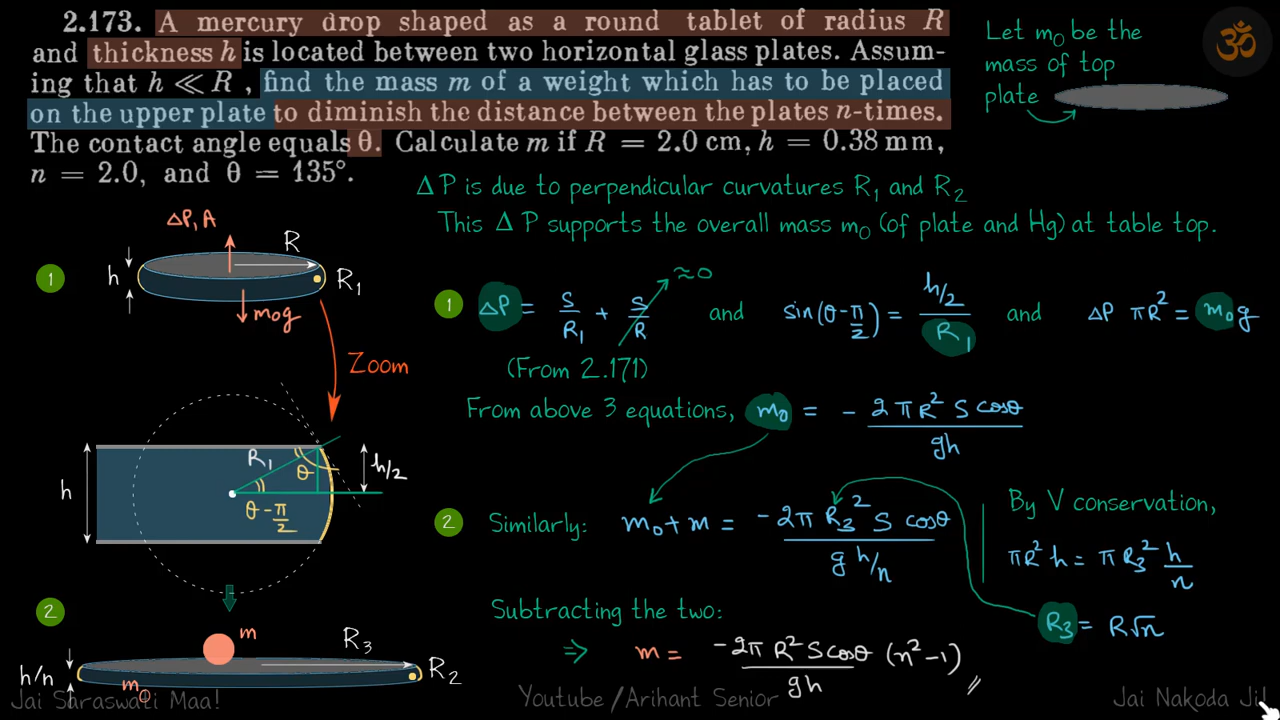 2.173. A mercury drop shaped as a round tablet of radius R
and thickness h is located between two horizontal glass plates. Assum-
ing that h ≪ R , find the mass m of a weight which has to be placed
on the upper plate to diminish the distance between the plates n-times.
The contact angle equals θ. Calculate m if R = 2.0 cm, h = 0.38 mm,
n = 2.0, and θ = 135°.
Let m₀ be the
mass of top
plate
ॐ
ΔP is due to perpendicular curvatures R₁ and R₂
This ΔP supports the overall mass m₀ (of plate and Hg) at table top.
ΔP, A
R
1
h
R₁
m₀g
Zoom
1 ΔP = S/R₁ + S/R ≈0 and sin(θ-π/2) = (h/2)/R₁ and ΔP πR² = m₀g
(From 2.171)
From above 3 equations, m₀ = - 2πR² S cosθ / gh
R₁
θ
h/2
h
θ-π/2
2 Similarly: m₀+m = -2π R₃² S cosθ / g h/n
By V conservation,
πR² h = πR₃² h/n
R₃ = R√n
Subtracting the two:
⇒ m = -2π R² S cosθ / gh (n²-1) //
2
m
R₃
h/n
R₂
m₀
Jai Saraswati Maa!
Youtube /Arihant Senior
Jai Nakoda Ji!